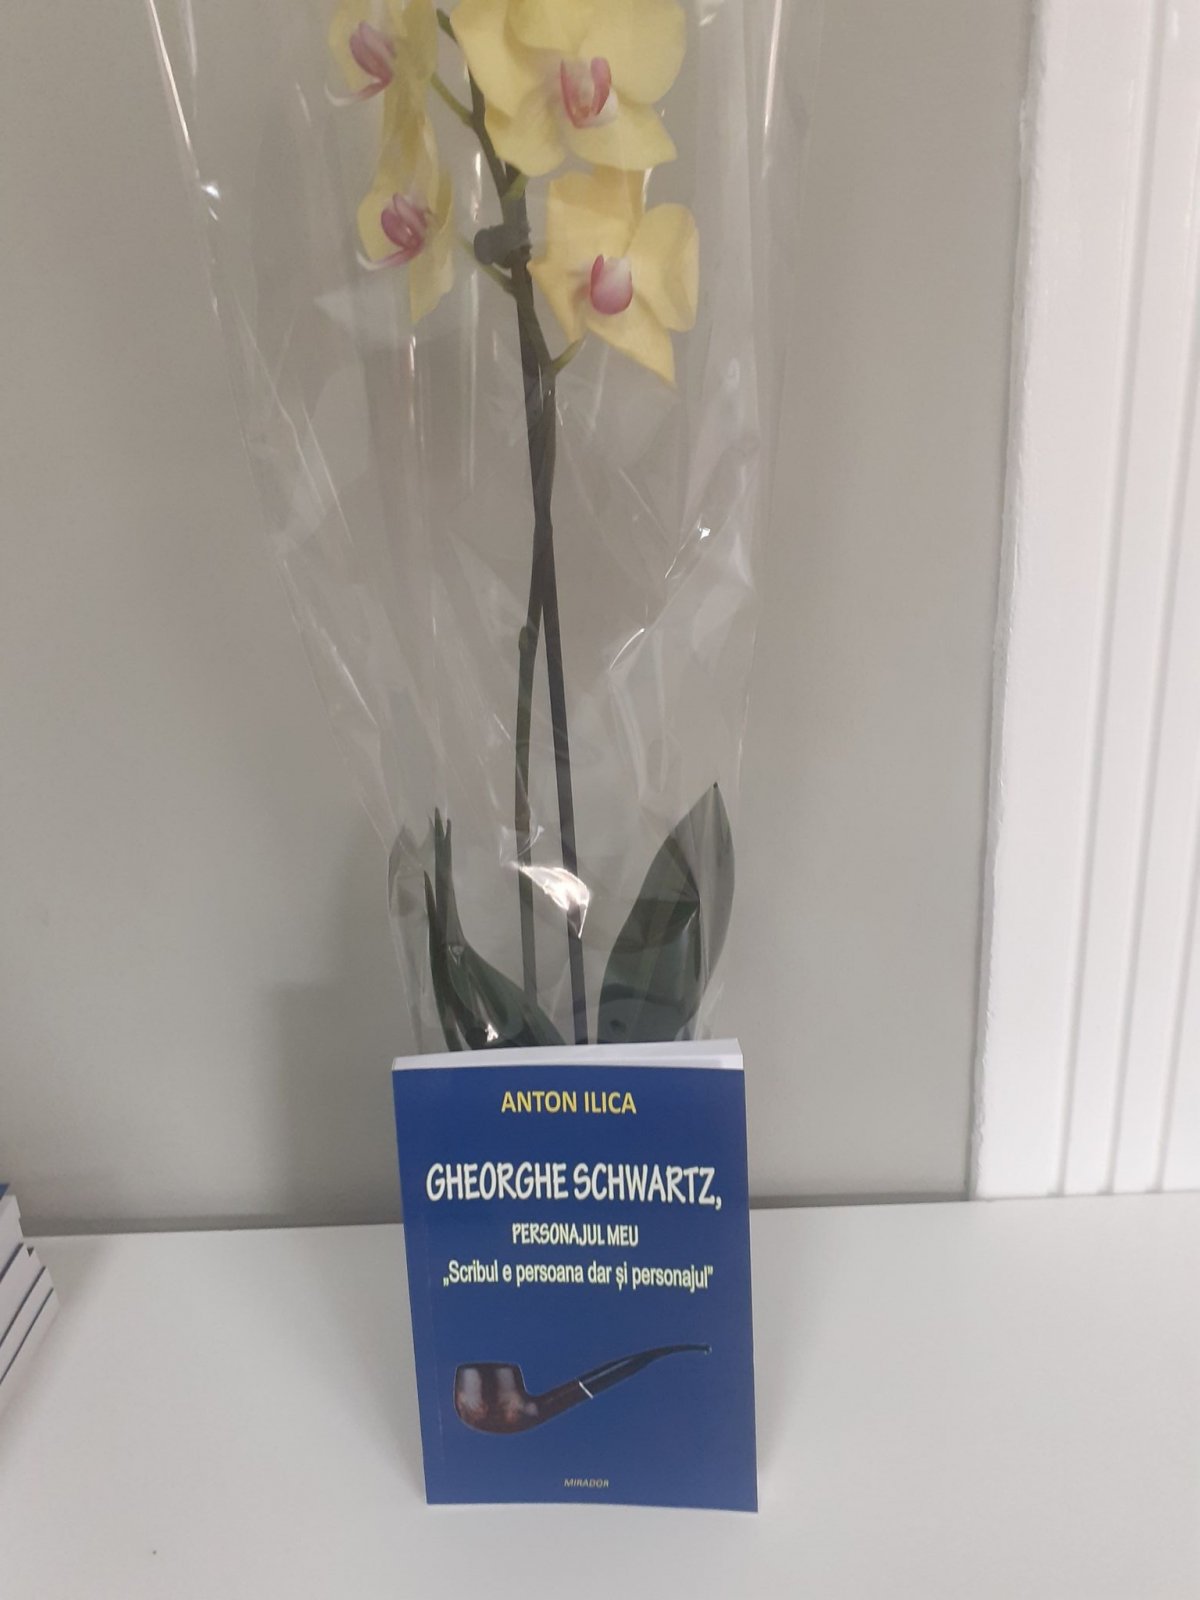 ANTON ILICA
GHEORGHE SCHWARTZ,
PERSONAJUL MEU
„Scribul e persoana dar și personajul”
MIRADOR